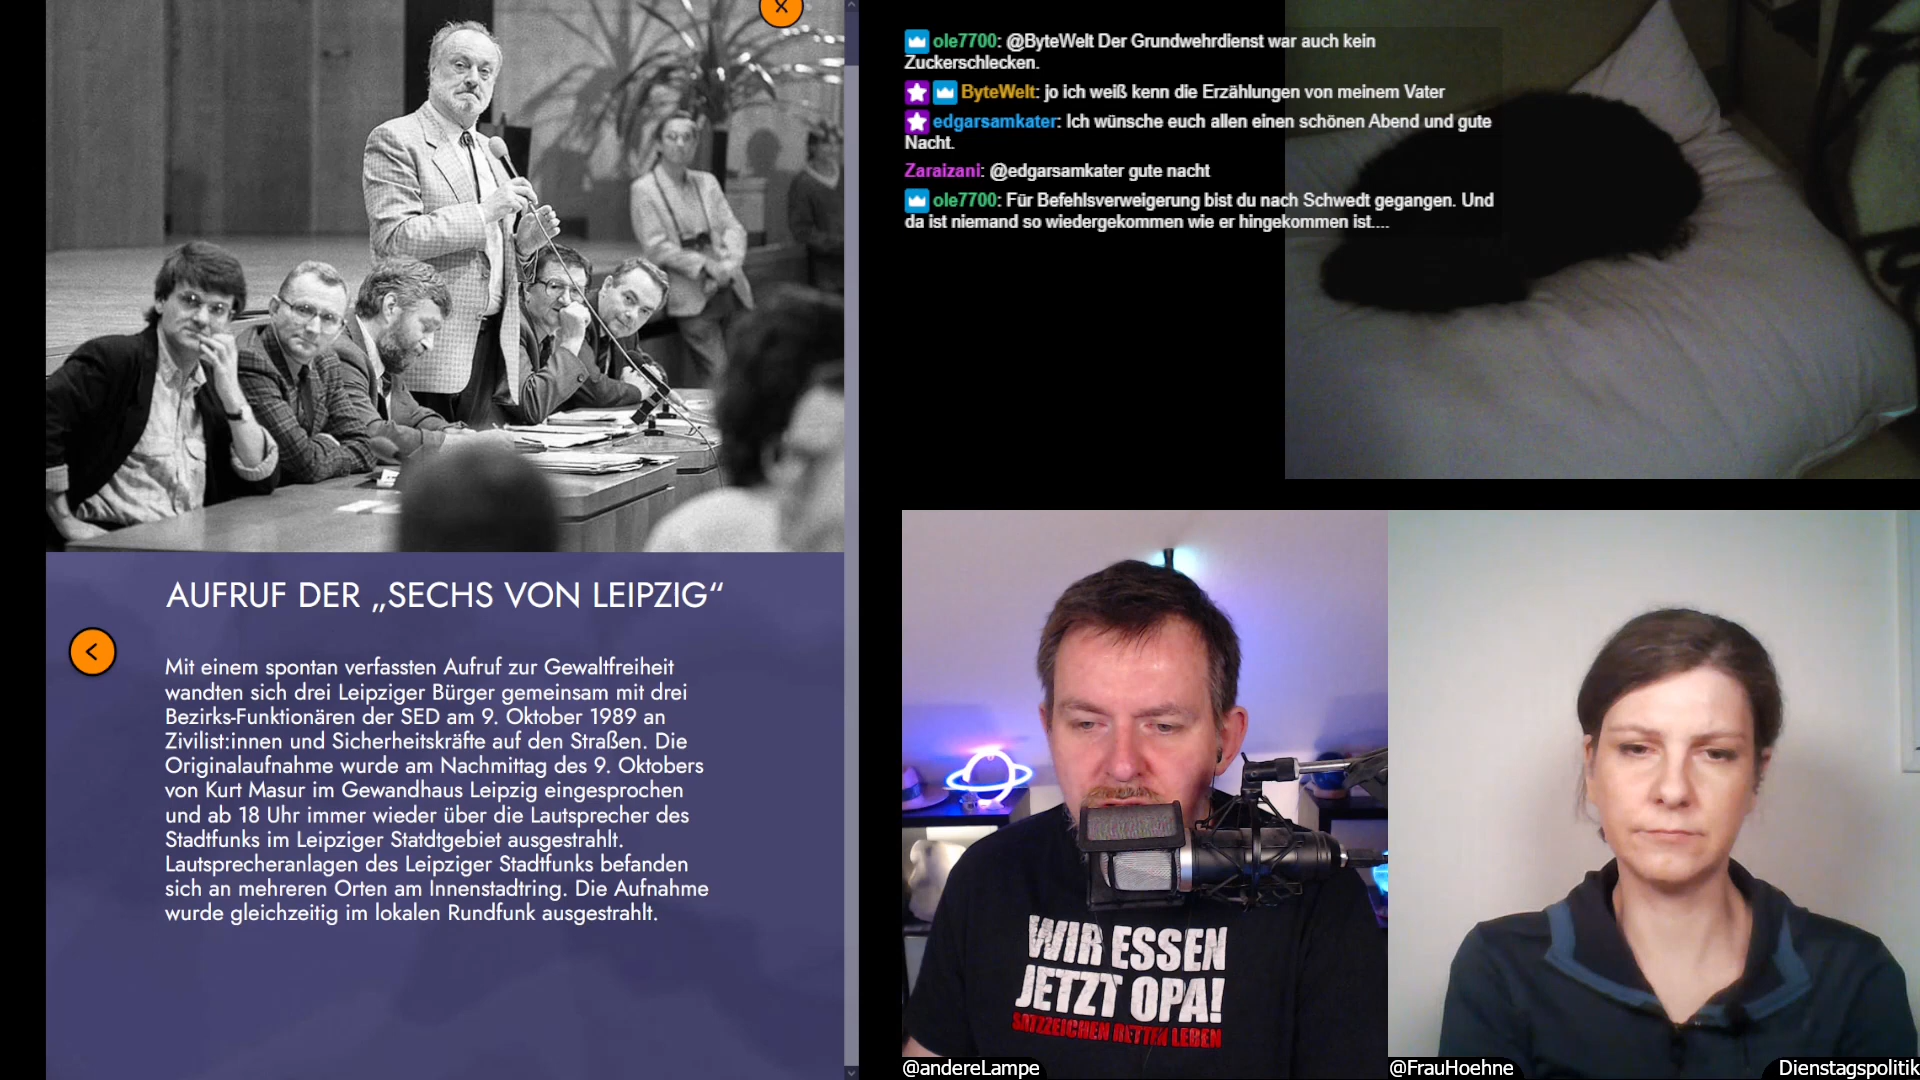 AUFRUF DER „SECHS VON LEIPZIG“
Mit einem spontan verfassten Aufruf zur Gewaltfreiheit
wandten sich drei Leipziger Bürger gemeinsam mit drei
Bezirks-Funktionären der SED am 9. Oktober 1989 an
Zivilist:innen und Sicherheitskräfte auf den Straßen. Die
Originalaufnahme wurde am Nachmittag des 9. Oktobers
von Kurt Masur im Gewandhaus Leipzig eingesprochen
und ab 18 Uhr immer wieder über die Lautsprecher des
Stadtfunks im Leipziger Statdtgebiet ausgestrahlt.
Lautsprecheranlagen des Leipziger Stadtfunks befanden
sich an mehreren Orten am Innenstadtring. Die Aufnahme
wurde gleichzeitig im lokalen Rundfunk ausgestrahlt.
ole7700: @ByteWelt Der Grundwehrdienst war auch kein
Zuckerschlecken.
ByteWelt: jo ich weiß kenn die Erzählungen von meinem Vater
edgarsamkater: Ich wünsche euch allen einen schönen Abend und gute
Nacht.
Zaraizani: @edgarsamkater gute nacht
ole7700: Für Befehlsverweigerung bist du nach Schwedt gegangen. Und
da ist niemand so wiedergekommen wie er hingekommen ist....
WIR ESSEN
JETZT OPA!
SATZZEICHEN RETTEN LEBEN
@andereLampe
@FrauHoehne
Dienstagspolitik